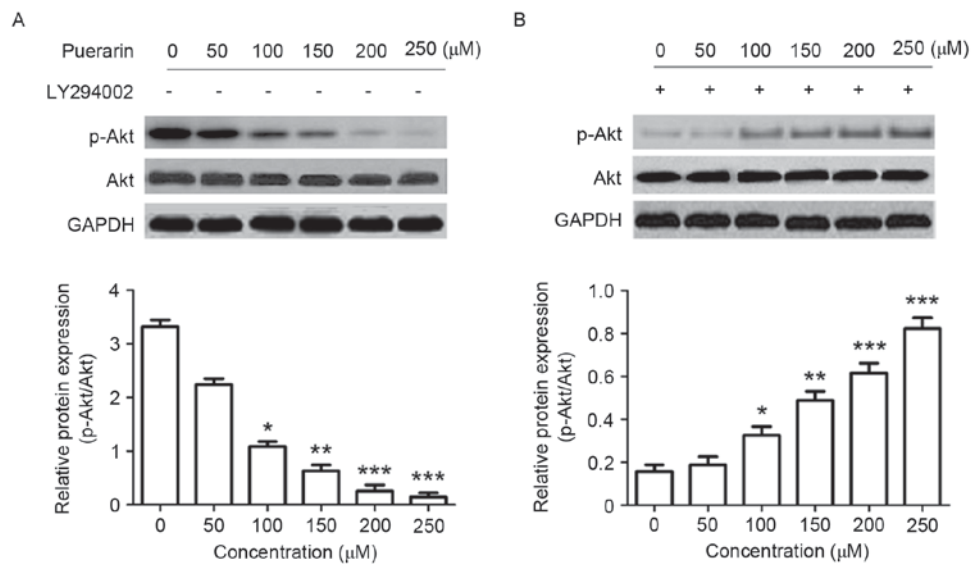 A
Puerarin 0 50 100 150 200 250 (μM)
LY294002 - - - - - -
p-Akt
Akt
GAPDH
Relative protein expression
(p-Akt/Akt)
4
3
2
1
0
* ** *** ***
0 50 100 150 200 250
Concentration (μM)
B
0 50 100 150 200 250 (μM)
+ + + + + +
p-Akt
Akt
GAPDH
Relative protein expression
(p-Akt/Akt)
1.0
0.8
0.6
0.4
0.2
0.0
* ** *** ***
0 50 100 150 200 250
Concentration (μM)